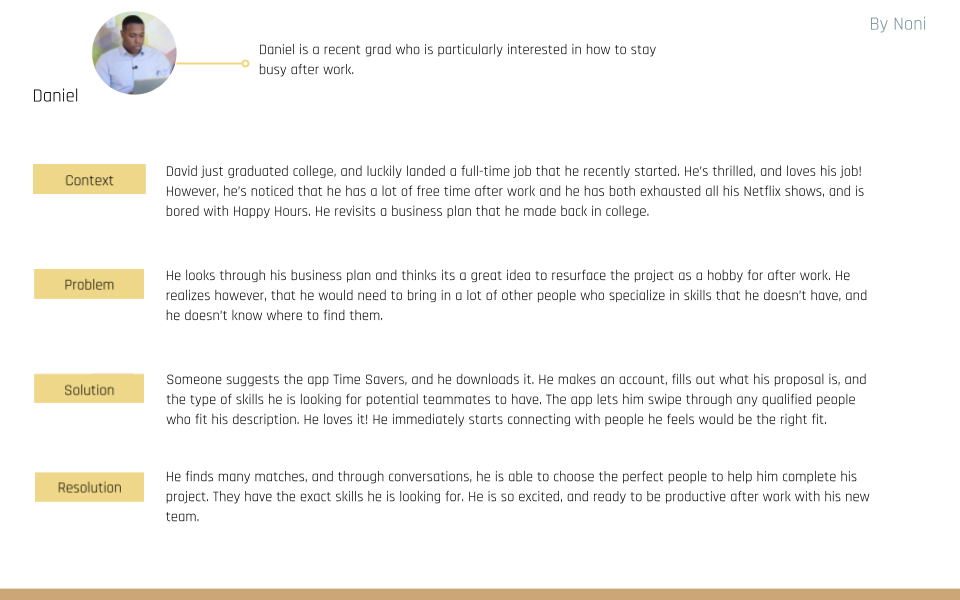 By Noni
Daniel is a recent grad who is particularly interested in how to stay
busy after work.
Daniel
Context
David just graduated college, and luckily landed a full-time job that he recently started. He's thrilled, and loves his job!
However, he's noticed that he has a lot of free time after work and he has both exhausted all his Netflix shows, and is
bored with Happy Hours. He revisits a business plan that he made back in college.
Problem
He looks through his business plan and thinks its a great idea to resurface the project as a hobby for after work. He
realizes however, that he would need to bring in a lot of other people who specialize in skills that he doesn't have, and
he doesn't know where to find them.
Solution
Someone suggests the app Time Savers, and he downloads it. He makes an account, fills out what his proposal is, and
the type of skills he is looking for potential teammates to have. The app lets him swipe through any qualified people
who fit his description. He loves it! He immediately starts connecting with people he feels would be the right fit.
Resolution
He finds many matches, and through conversations, he is able to choose the perfect people to help him complete his
project. They have the exact skills he is looking for. He is so excited, and ready to be productive after work with his new
team.